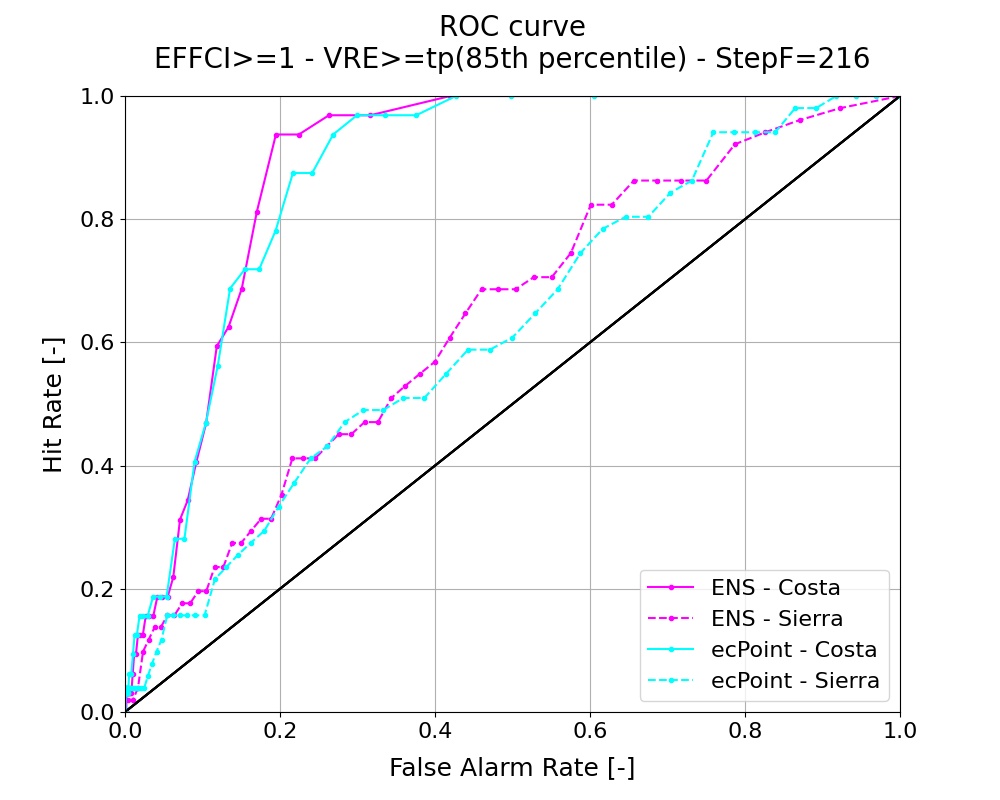 ROC curve
EFFCI>=1 - VRE>=tp(85th percentile) - StepF=216
1.0
0.8
0.6
0.4
0.2
0.0
Hit Rate [-]
0.0 0.2 0.4 0.6 0.8 1.0
False Alarm Rate [-]
ENS - Costa
ENS - Sierra
ecPoint - Costa
ecPoint - Sierra